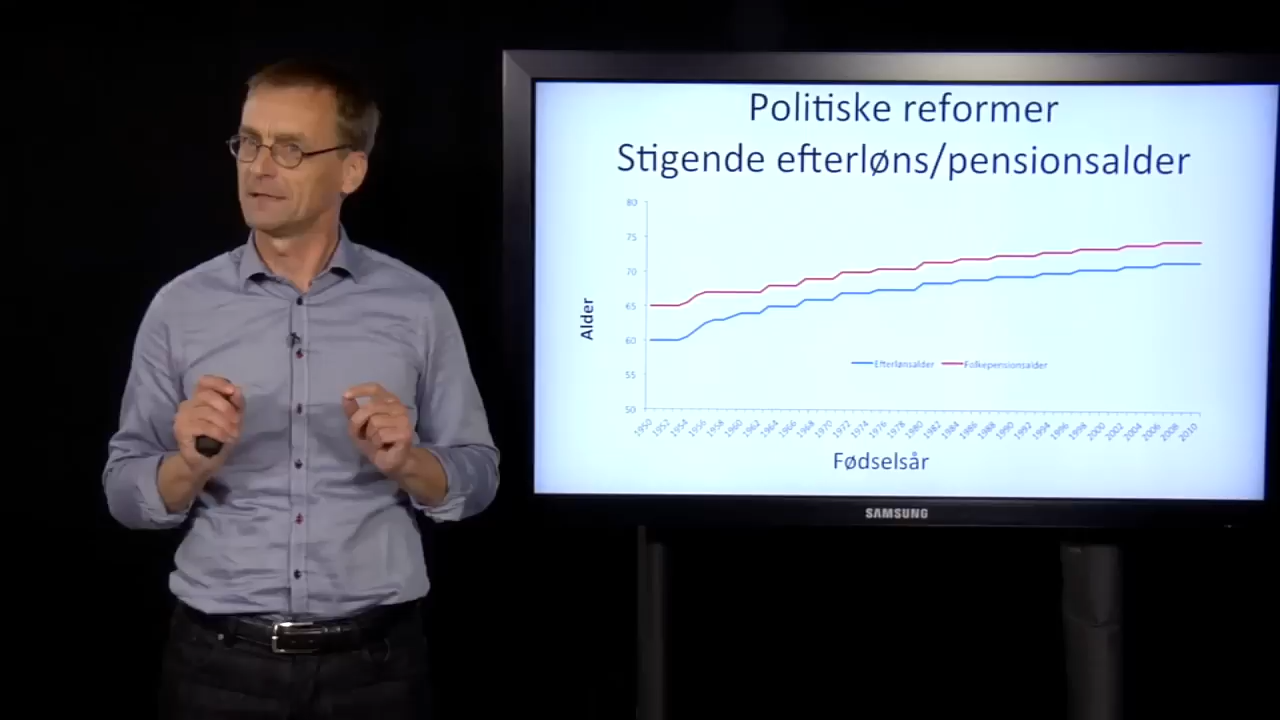 Politiske reformer
Stigende efterløns/pensionsalder
80
75
70
65
60
55
50
Alder
Efterlønsalder Folkepensionsalder
1950 1952 1954 1956 1958 1960 1962 1964 1966 1968 1970 1972 1974 1976 1978 1980 1982 1984 1986 1988 1990 1992 1994 1996 1998 2000 2002 2004 2006 2008 2010
Fødselsår
SAMSUNG